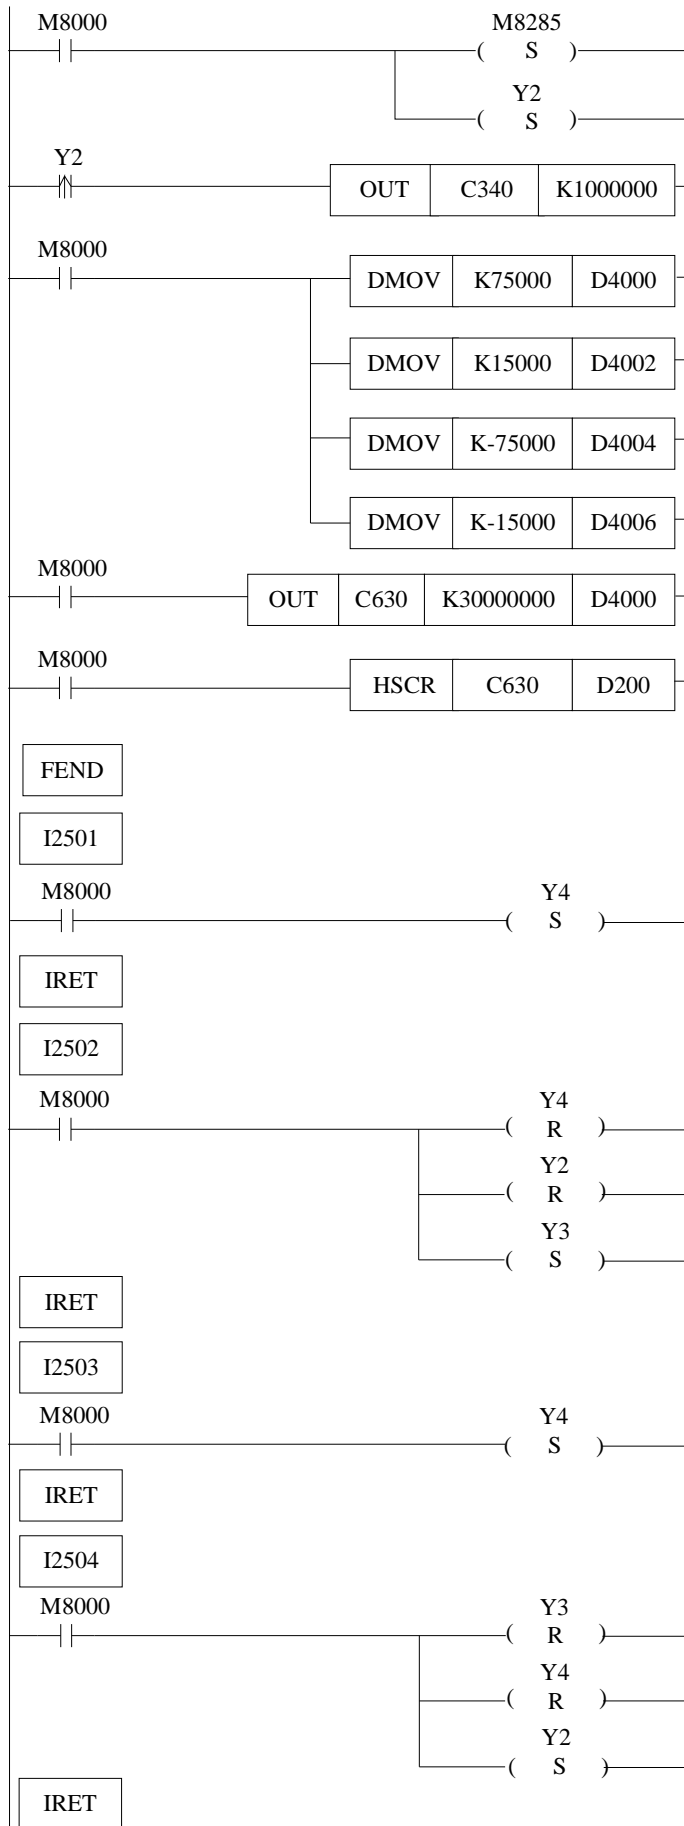 M8000 M8285
( S )
Y2
( S )
Y2
OUT C340 K1000000
M8000
DMOV K75000 D4000
DMOV K15000 D4002
DMOV K-75000 D4004
DMOV K-15000 D4006
M8000
OUT C630 K30000000 D4000
M8000
HSCR C630 D200
FEND
I2501
M8000 Y4
( S )
IRET
I2502
M8000 Y4
( R )
Y2
( R )
Y3
( S )
IRET
I2503
M8000 Y4
( S )
IRET
I2504
M8000 Y3
( R )
Y4
( R )
Y2
( S )
IRET